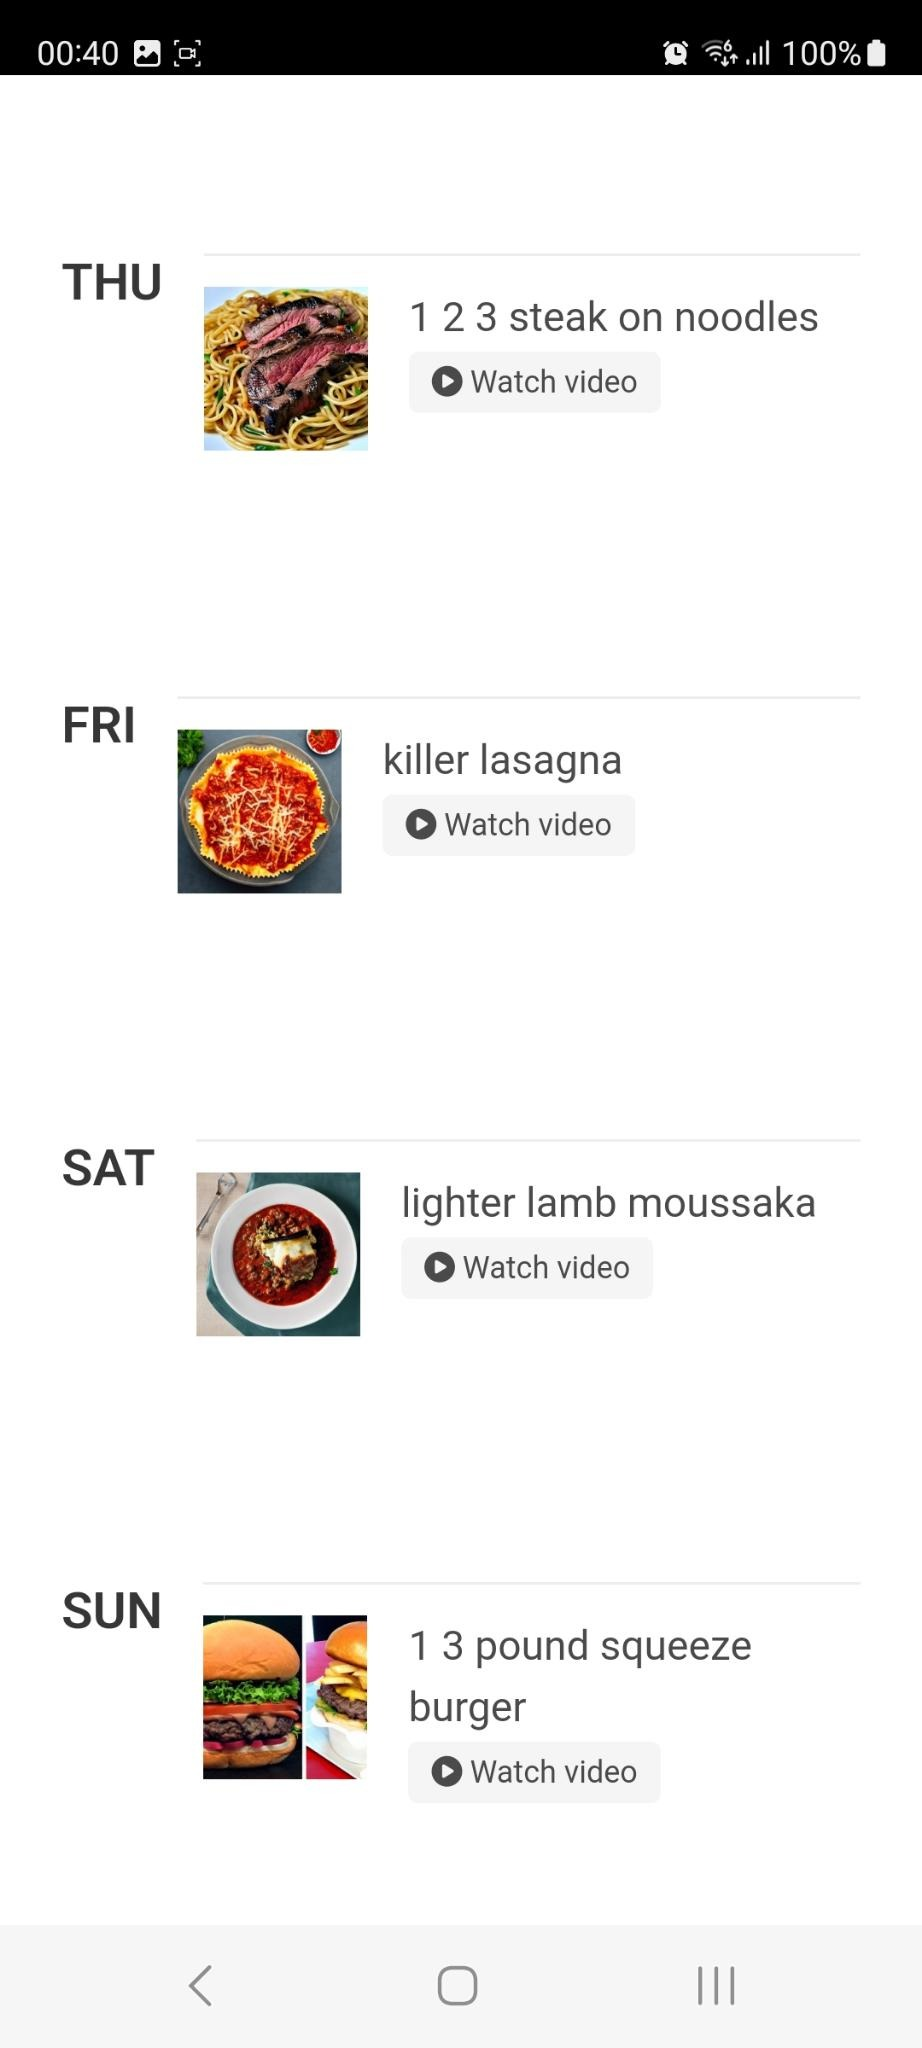 00:40 100%
THU
1 2 3 steak on noodles
Watch video
FRI
killer lasagna
Watch video
SAT
lighter lamb moussaka
Watch video
SUN
1 3 pound squeeze
burger
Watch video